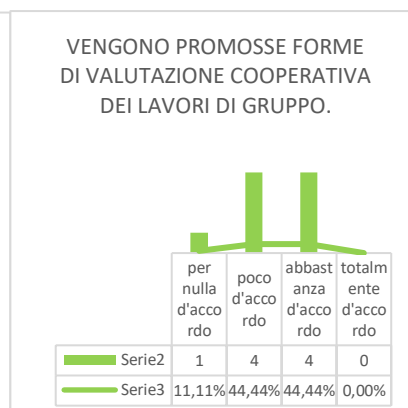 VENGONO PROMOSSE FORME
DI VALUTAZIONE COOPERATIVA
DEI LAVORI DI GRUPPO.
per
nulla
d'acco
rdo
poco
d'acco
rdo
abbast
anza
d'acco
rdo
totalm
ente
d'acco
rdo
Serie2 1 4 4 0
Serie3 11,11% 44,44% 44,44% 0,00%